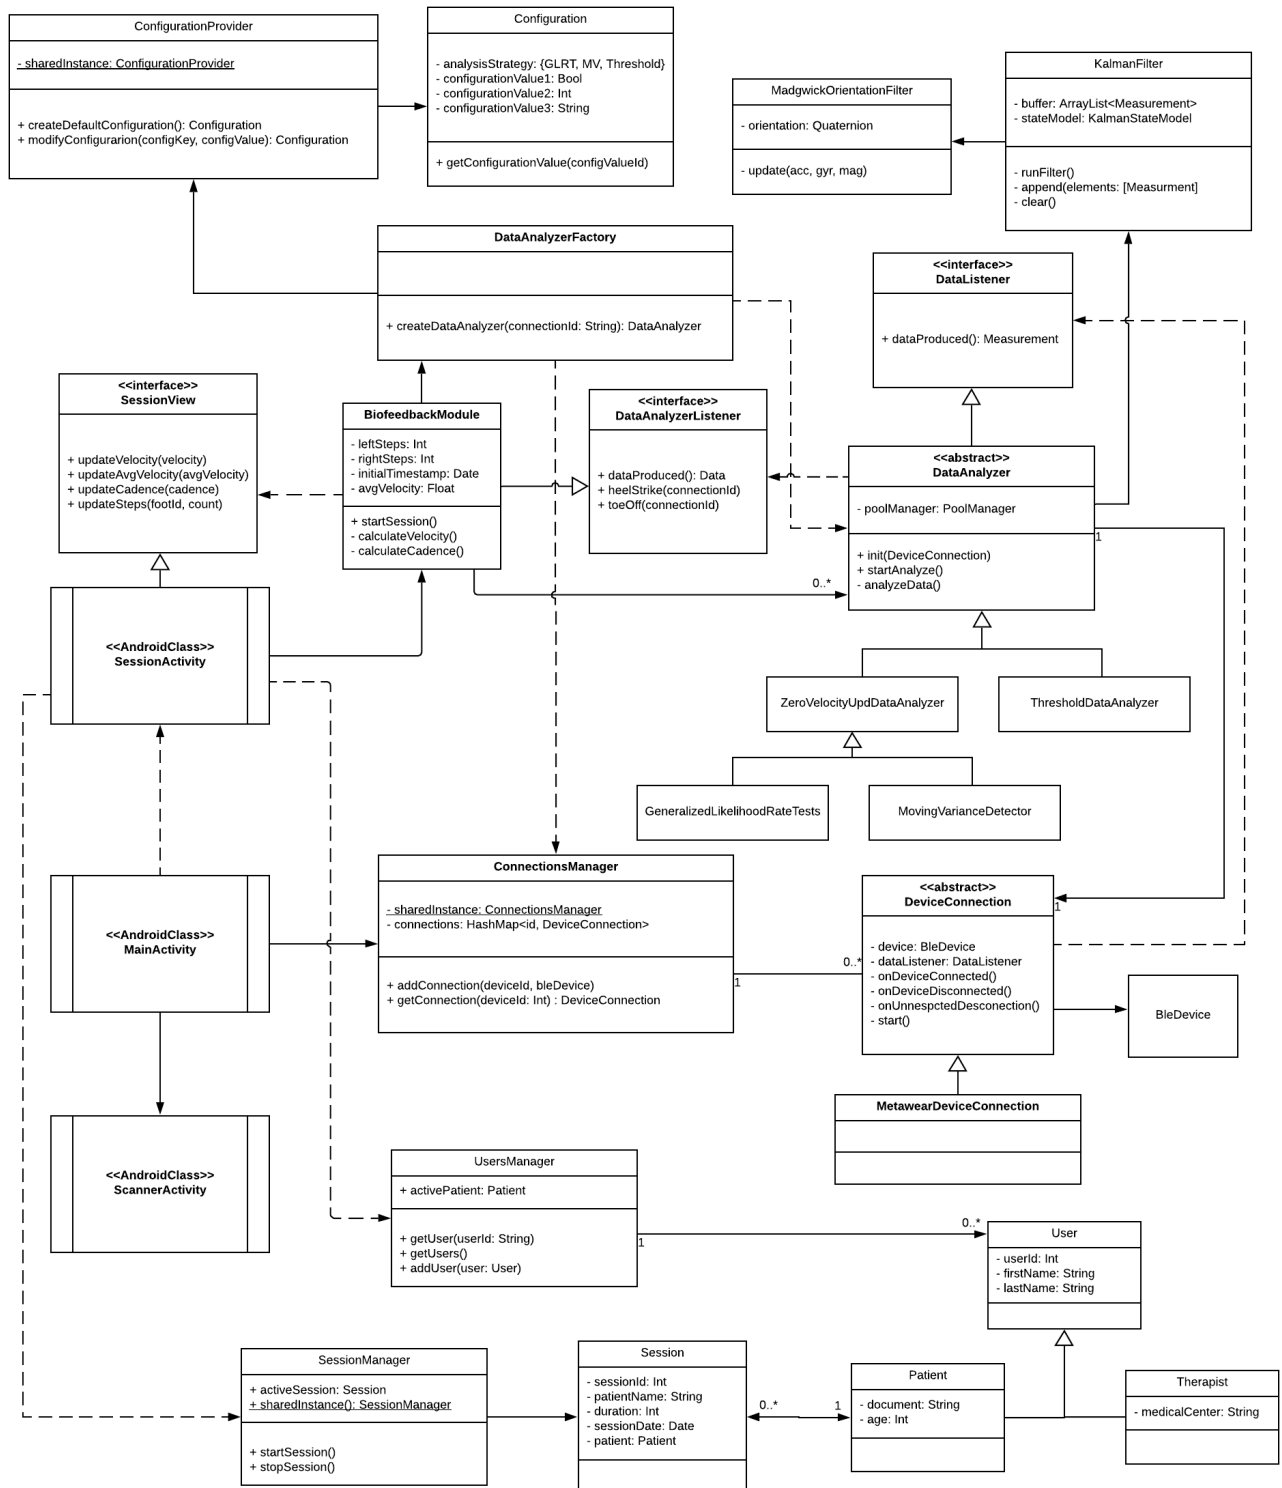 ConfigurationProvider
- sharedInstance: ConfigurationProvider
+ createDefaultConfiguration(): Configuration
+ modifyConfigurarion(configKey, configValue): Configuration
Configuration
- analysisStrategy: {GLRT, MV, Threshold}
- configurationValue1: Bool
- configurationValue2: Int
- configurationValue3: String
+ getConfigurationValue(configValueId)
MadgwickOrientationFilter
- orientation: Quaternion
- update(acc, gyr, mag)
KalmanFilter
- buffer: ArrayList<Measurement>
- stateModel: KalmanStateModel
- runFilter()
- append(elements: [Measurment]
- clear()
DataAnalyzerFactory
+ createDataAnalyzer(connectionId: String): DataAnalyzer
<<interface>>
DataListener
+ dataProduced(): Measurement
<<interface>>
SessionView
+ updateVelocity(velocity)
+ updateAvgVelocity(avgVelocity)
+ updateCadence(cadence)
+ updateSteps(footId, count)
BiofeedbackModule
- leftSteps: Int
- rightSteps: Int
- initialTimestamp: Date
- avgVelocity: Float
+ startSession()
- calculateVelocity()
- calculateCadence()
<<interface>>
DataAnalyzerListener
+ dataProduced(): Data
+ heelStrike(connectionId)
+ toeOff(connectionId)
<<abstract>>
DataAnalyzer
- poolManager: PoolManager
+ init(DeviceConnection)
+ startAnalyze()
- analyzeData()
1
0..*
<<AndroidClass>>
SessionActivity
ZeroVelocityUpdDataAnalyzer
ThresholdDataAnalyzer
GeneralizedLikelihoodRateTests
MovingVarianceDetector
<<AndroidClass>>
MainActivity
ConnectionsManager
- sharedInstance: ConnectionsManager
- connections: HashMap<id, DeviceConnection>
+ addConnection(deviceId, bleDevice)
+ getConnection(deviceId: Int) : DeviceConnection
1
0..*
<<abstract>>
DeviceConnection
- device: BleDevice
- dataListener: DataListener
- onDeviceConnected()
- onDeviceDisconnected()
- onUnnespctedDesconection()
- start()
1
BleDevice
MetawearDeviceConnection
<<AndroidClass>>
ScannerActivity
UsersManager
+ activePatient: Patient
+ getUser(userId: String)
+ getUsers()
+ addUser(user: User)
1
0..*
User
- userId: Int
- firstName: String
- lastName: String
SessionManager
+ activeSession: Session
+ sharedInstance(): SessionManager
+ startSession()
+ stopSession()
Session
- sessionId: Int
- patientName: String
- duration: Int
- sessionDate: Date
- patient: Patient
0..*
1
Patient
- document: String
- age: Int
Therapist
- medicalCenter: String